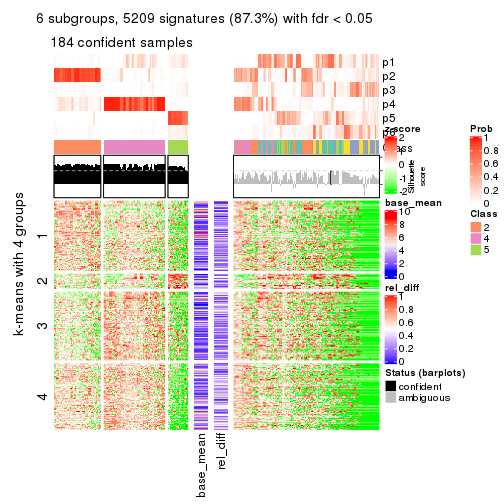 6 subgroups, 5209 signatures (87.3%) with fdr < 0.05
184 confident samples
p1
p2
p3
p4
p5
p6
Class
Silhouette
score
k-means with 4 groups
1
2
3
4
base_mean
rel_diff
z-score
2
1
0
-1
-2
base_mean
10
8
6
4
2
0
rel_diff
1
0.8
0.6
0.4
0.2
0
Status (barplots)
confident
ambiguous
Prob
1
0.8
0.6
0.4
0.2
0
Class
2
4
5